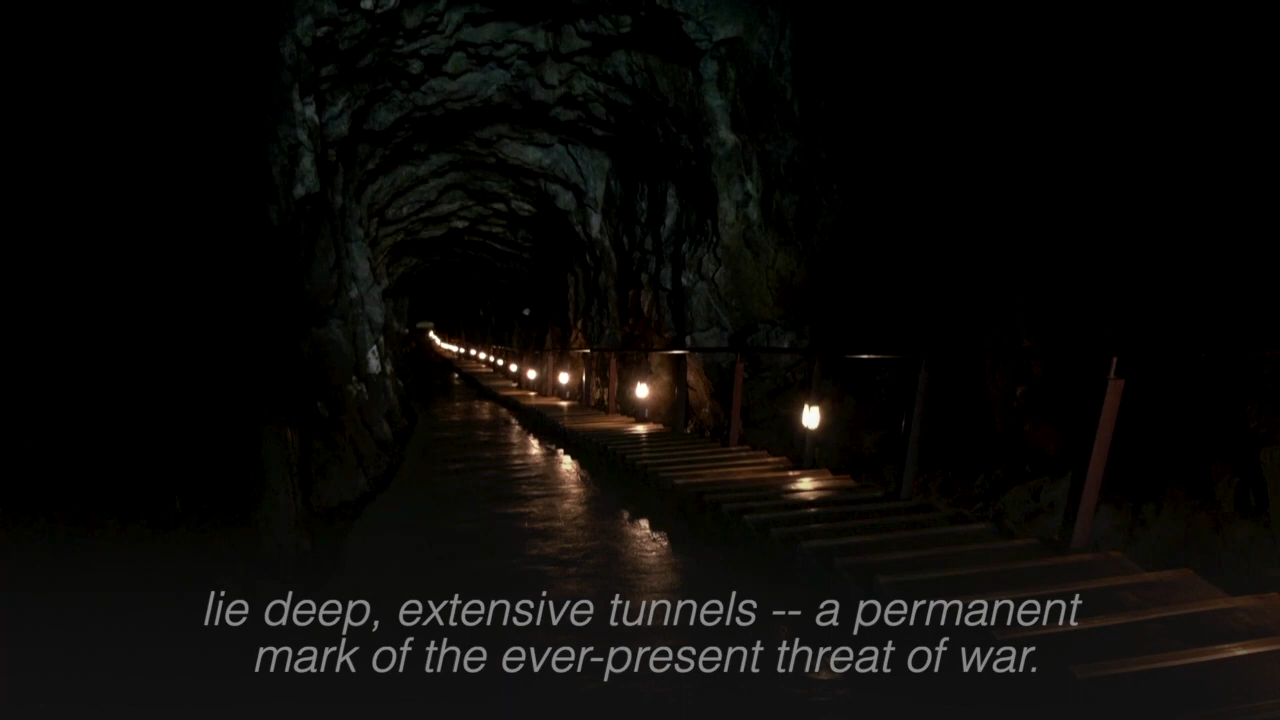 lie deep, extensive tunnels -- a permanent
mark of the ever-present threat of war.